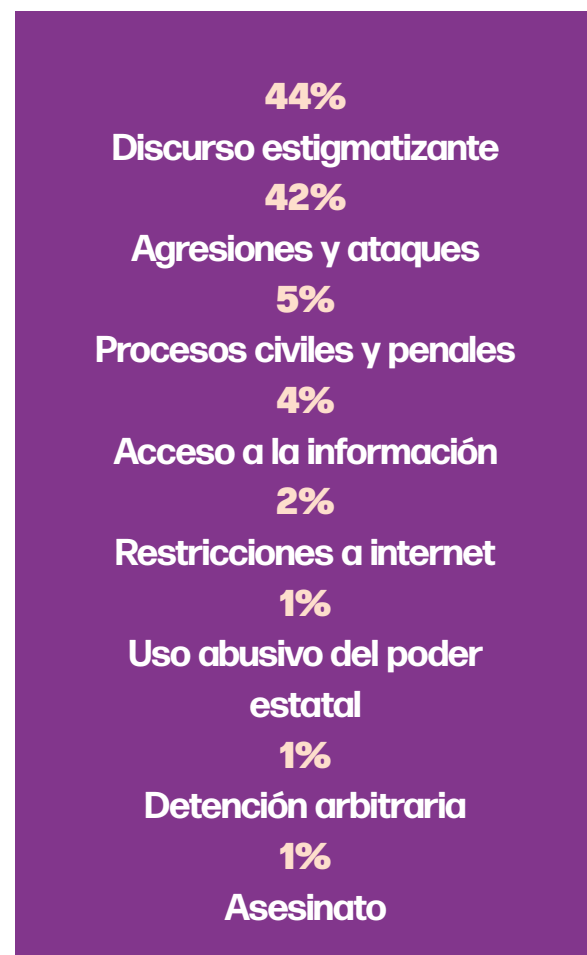 44%
Discurso estigmatizante
42%
Agresiones y ataques
5%
Procesos civiles y penales
4%
Acceso a la información
2%
Restricciones a internet
1%
Uso abusivo del poder
estatal
1%
Detención arbitraria
1%
Asesinato